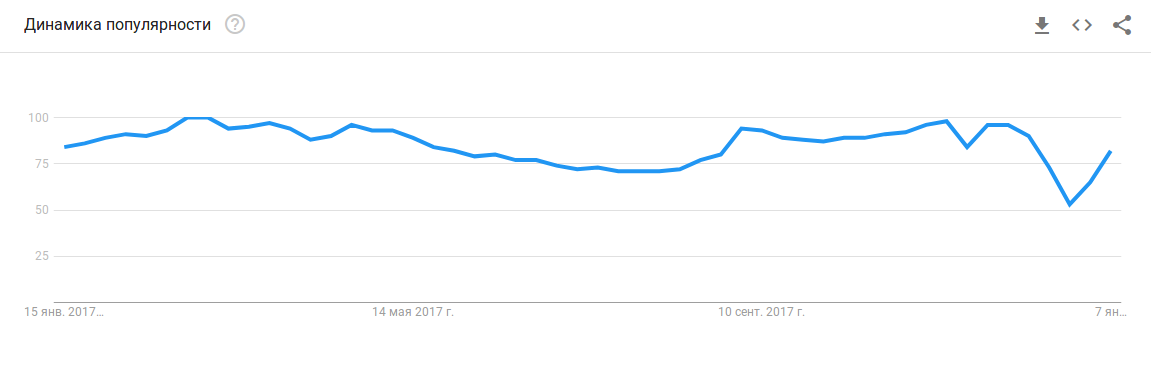 Динамика популярности ?
100
75
50
25
15 янв. 2017…
14 мая 2017 г.
10 сент. 2017 г.
7 ян…